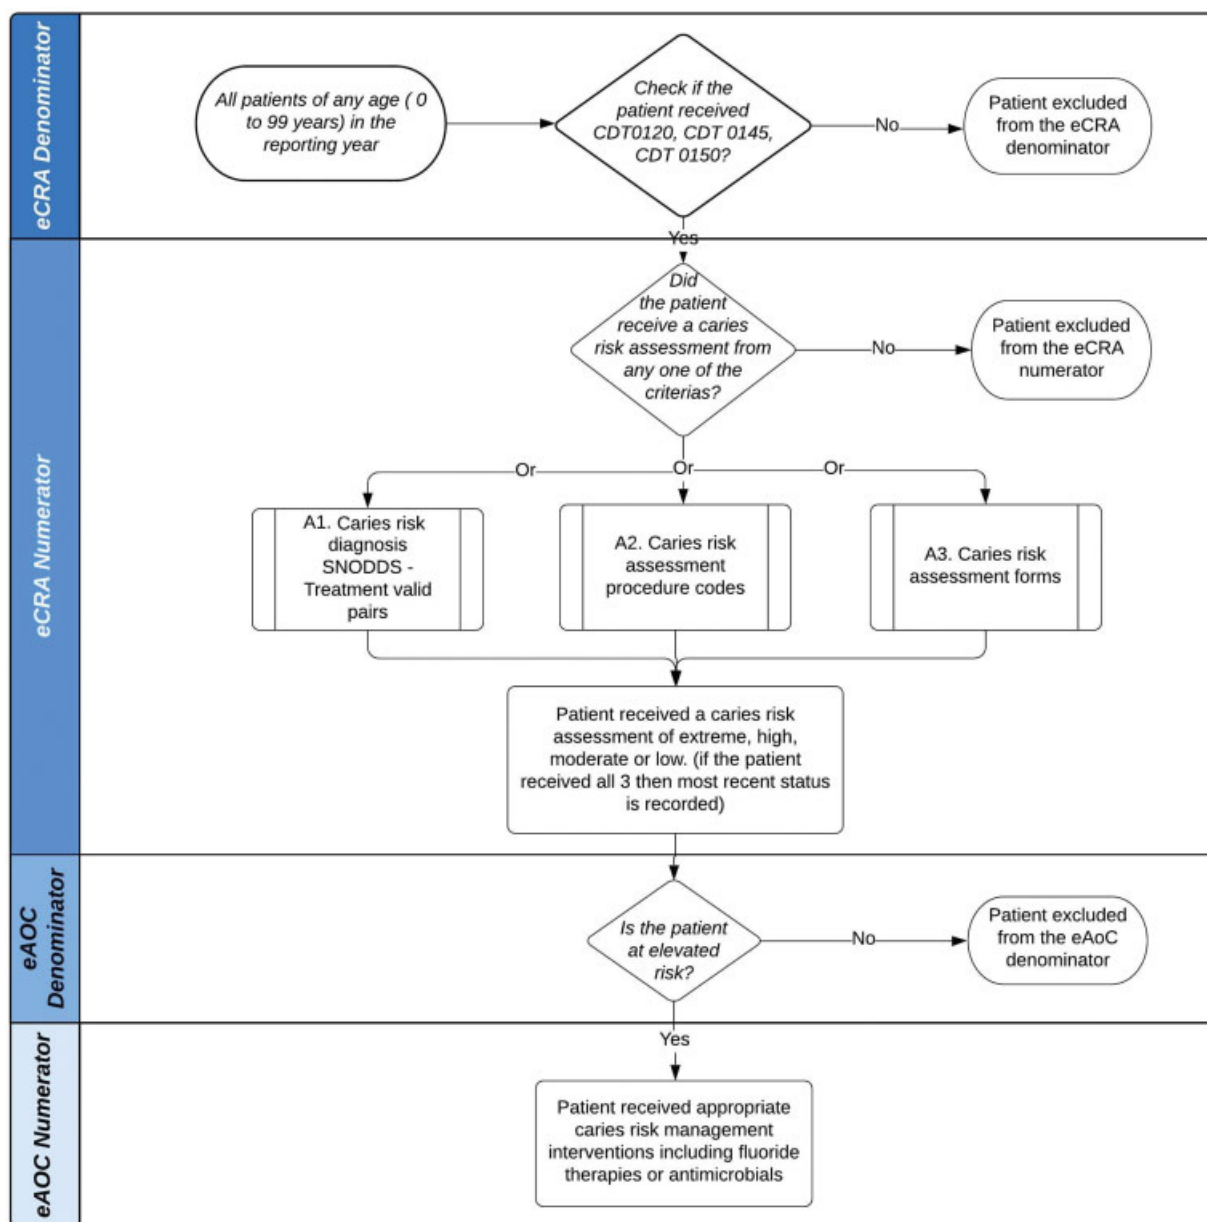 eCRA Denominator
All patients of any age ( 0
to 99 years) in the
reporting year
Check if the
patient received
CDT0120, CDT 0145,
CDT 0150?
No
Patient excluded
from the eCRA
denominator
Yes
eCRA Numerator
Did
the patient
receive a caries
risk assessment from
any one of the
criterias?
No
Patient excluded
from the eCRA
numerator
Or
Or
Or
A1. Caries risk
diagnosis
SNODDS -
Treatment valid
pairs
A2. Caries risk
assessment
procedure codes
A3. Caries risk
assessment forms
Patient received a caries risk
assessment of extreme, high,
moderate or low. (if the patient
received all 3 then most recent status
is recorded)
eAOC
Denominator
Is the patient
at elevated
risk?
No
Patient excluded
from the eAoC
denominator
Yes
eAOC Numerator
Patient received appropriate
caries risk management
interventions including fluoride
therapies or antimicrobials